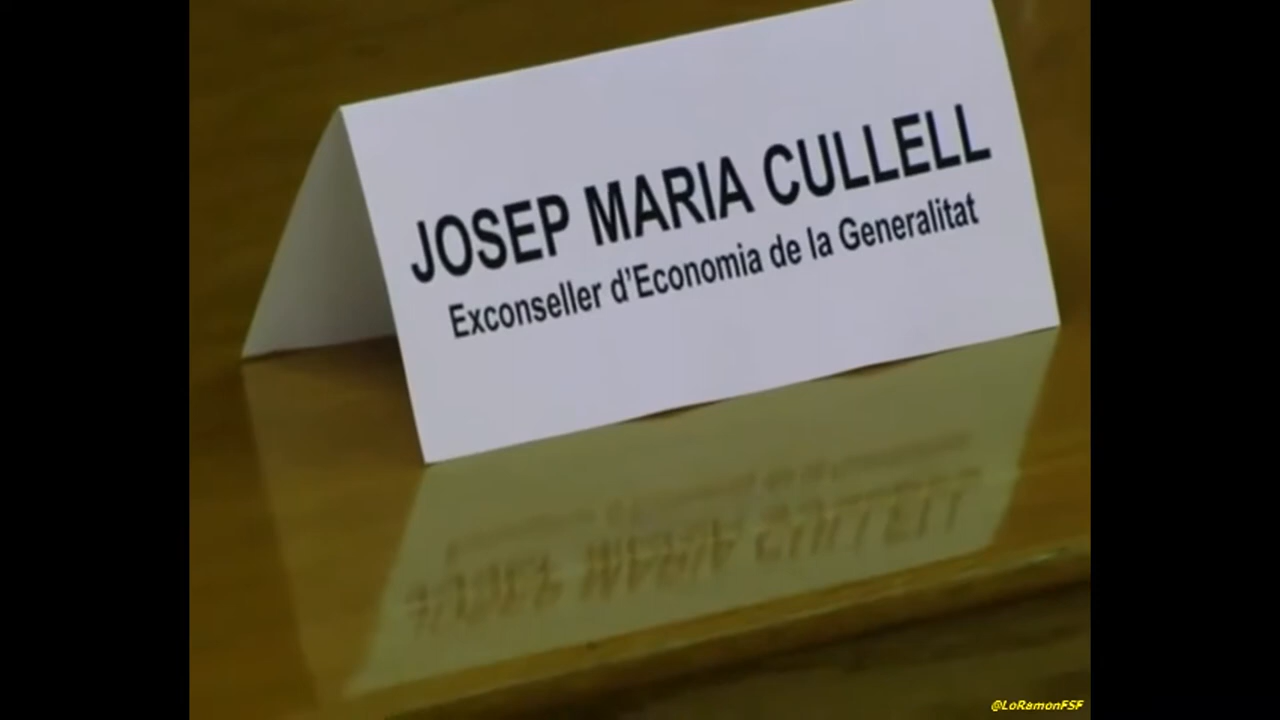 JOSEP MARIA CULLELL
Exconseller d'Economia de la Generalitat
@LoRamonFSF